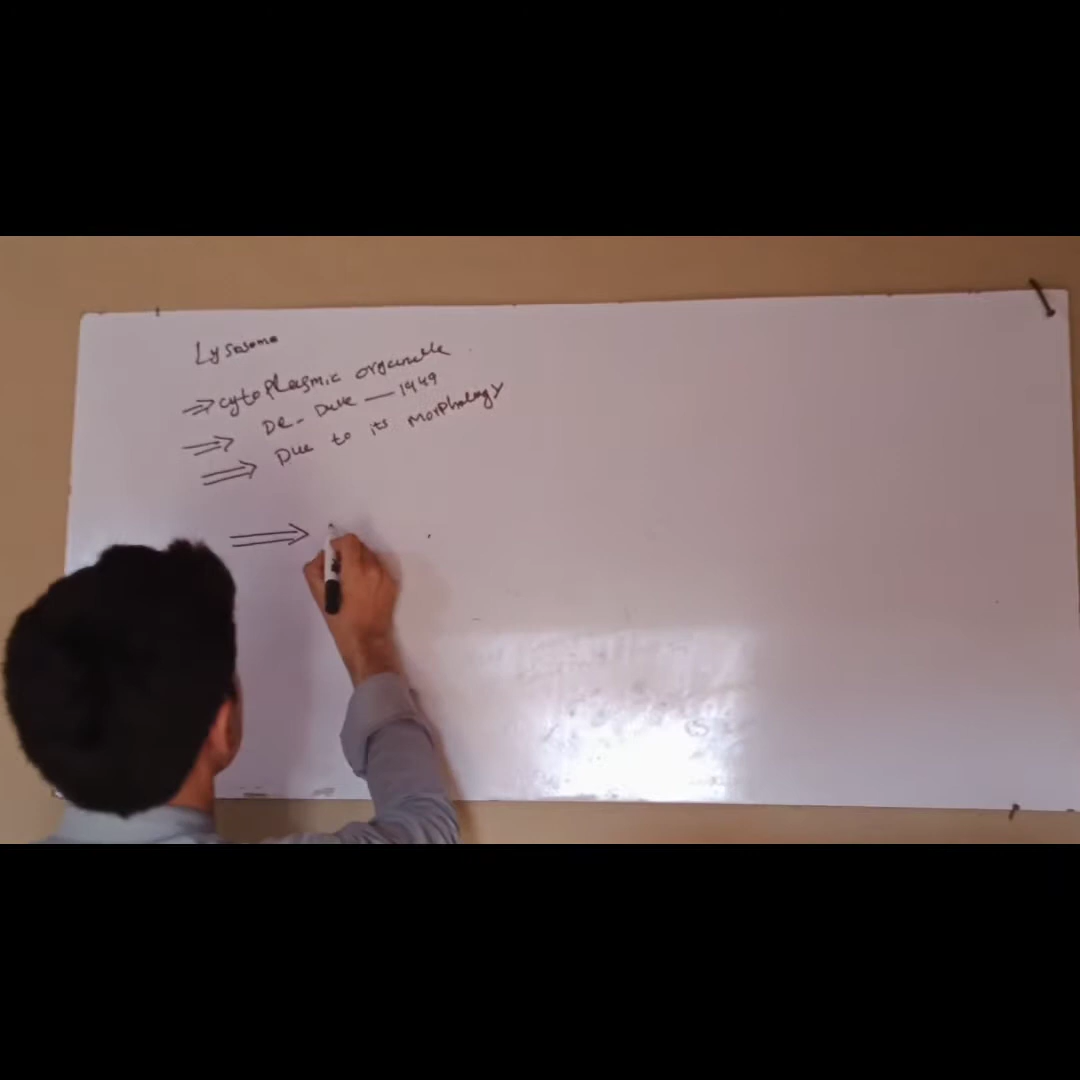 Lysosome
⇒ cytoplasmic organelle
⇒ De - Duve — 1949
⇒ Due to its morphology
⇒